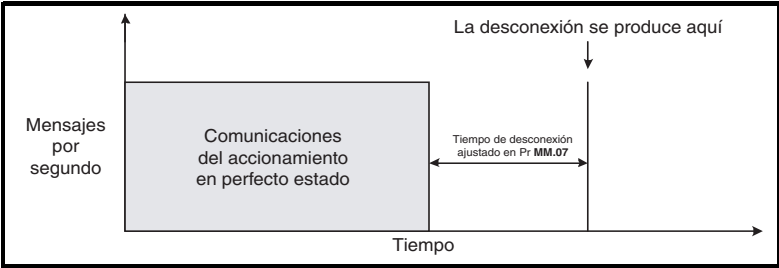 La desconexión se produce aquí
Mensajes
por
segundo
Comunicaciones
del accionamiento
en perfecto estado
Tiempo de desconexión
ajustado en Pr MM.07
Tiempo